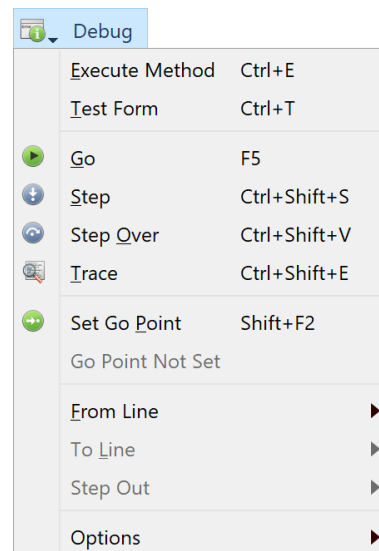 Debug
Execute Method Ctrl+E
Test Form Ctrl+T
Go F5
Step Ctrl+Shift+S
Step Over Ctrl+Shift+V
Trace Ctrl+Shift+E
Set Go Point Shift+F2
Go Point Not Set
From Line
To Line
Step Out
Options